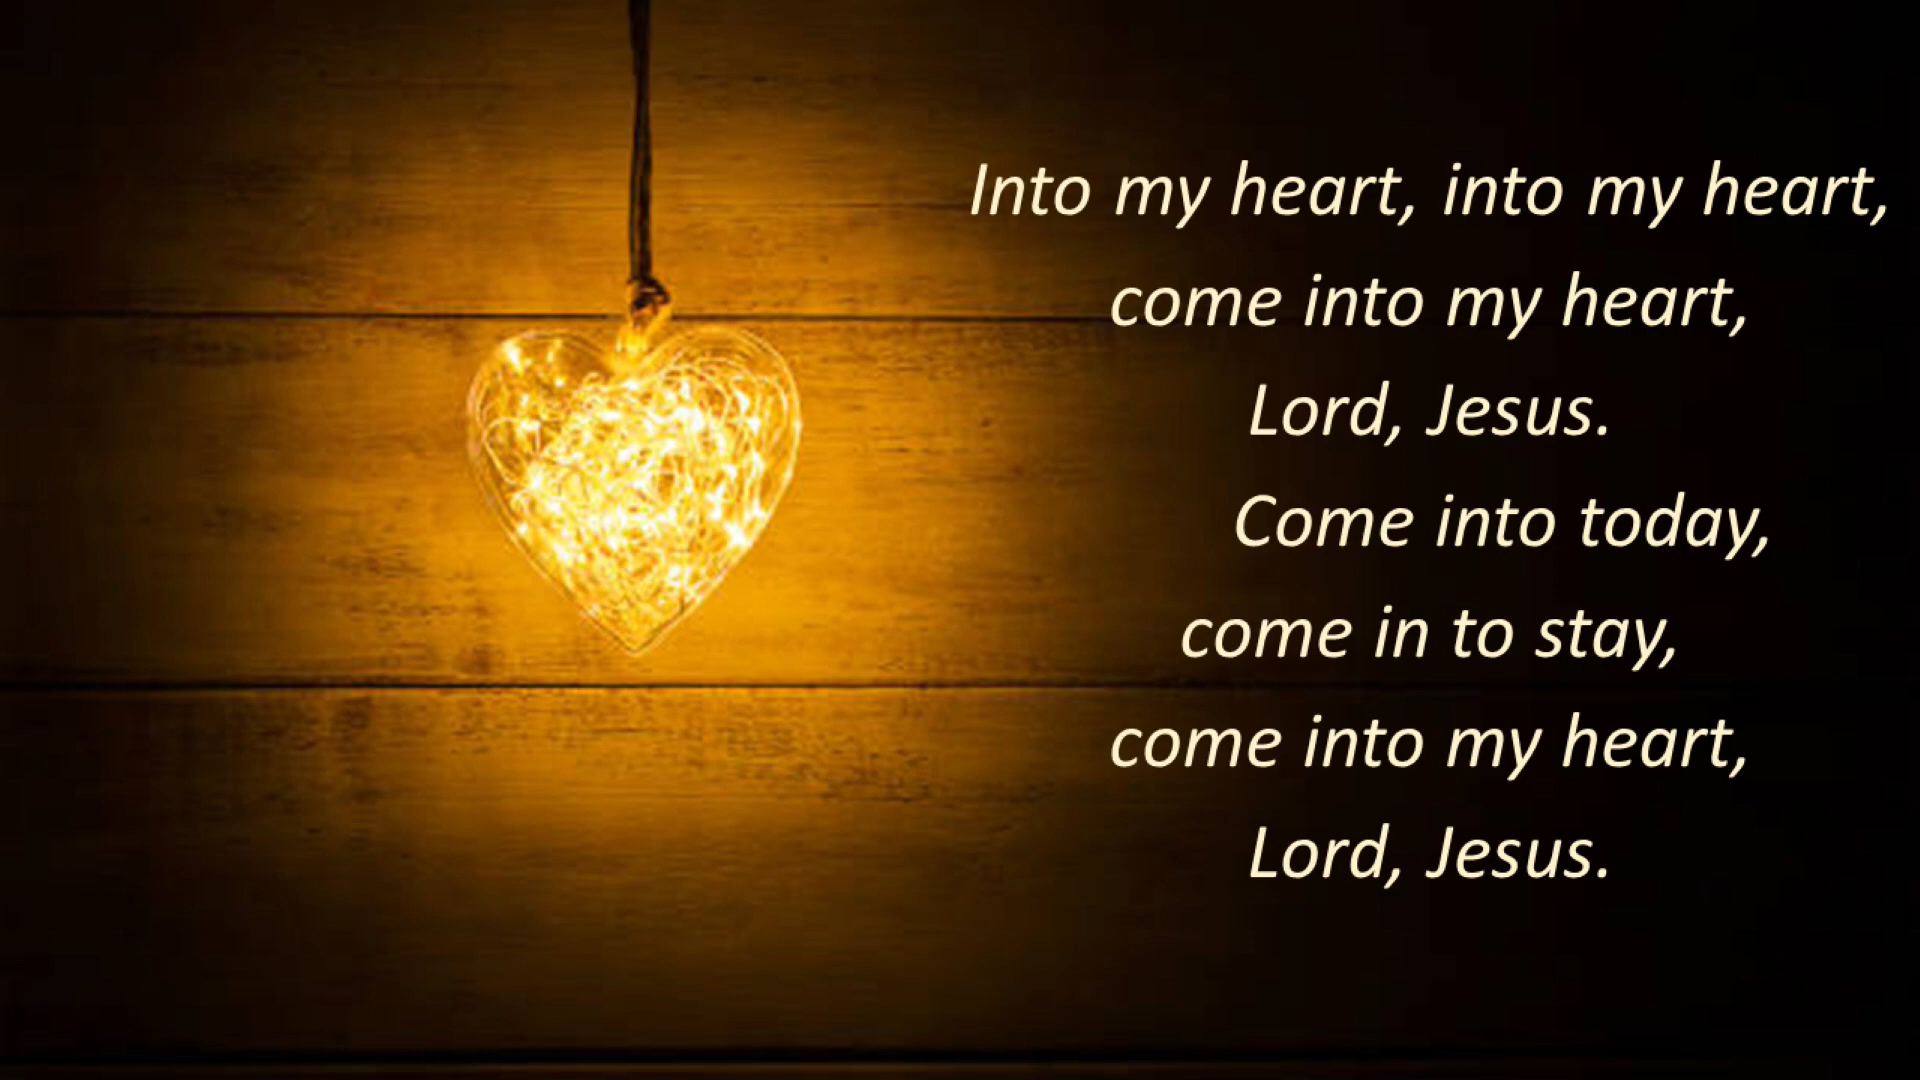 Into my heart, into my heart,
come into my heart,
Lord, Jesus.
Come into today,
come in to stay,
come into my heart,
Lord, Jesus.